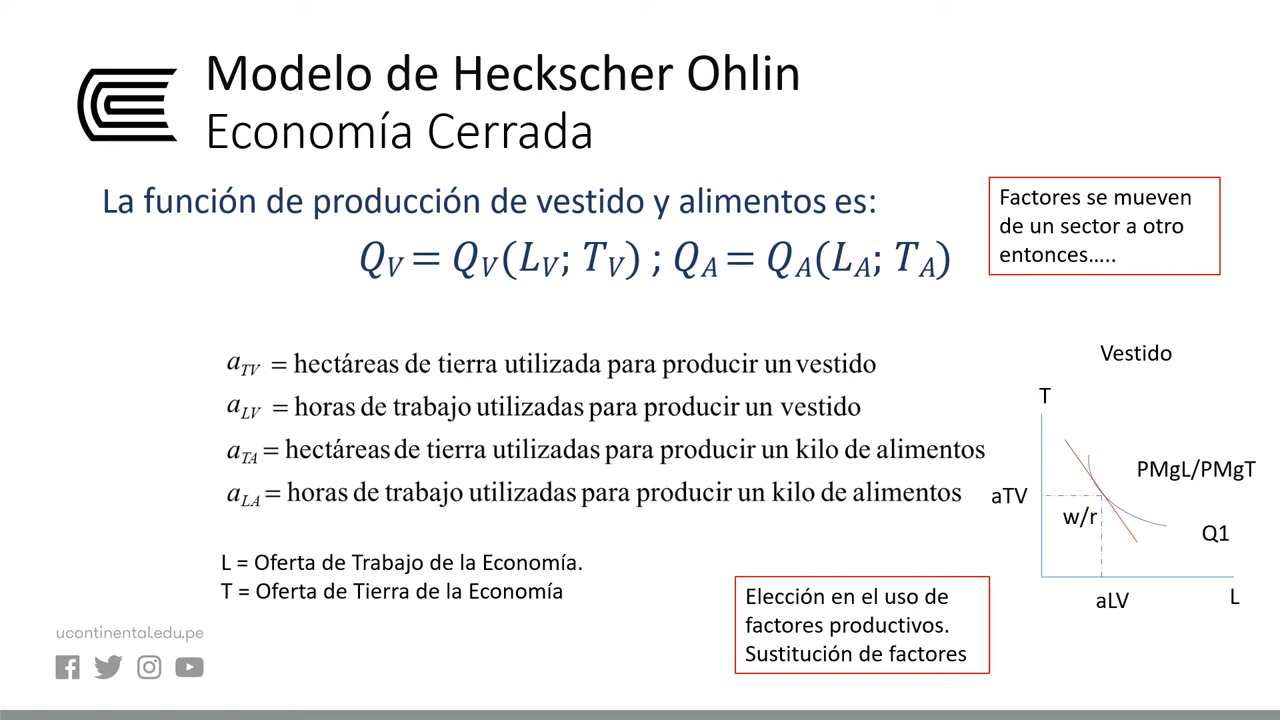 Modelo de Heckscher Ohlin
Economía Cerrada
La función de producción de vestido y alimentos es:
Q_V = Q_V(L_V; T_V) ; Q_A = Q_A(L_A; T_A)
Factores se mueven
de un sector a otro
entonces…..
a_TV = hectáreas de tierra utilizada para producir un vestido
a_LV = horas de trabajo utilizadas para producir un vestido
a_TA = hectáreas de tierra utilizadas para producir un kilo de alimentos
a_LA = horas de trabajo utilizadas para producir un kilo de alimentos
L = Oferta de Trabajo de la Economía.
T = Oferta de Tierra de la Economía
Vestido
T
PMgL/PMgT
aTV
w/r
Q1
aLV
L
Elección en el uso de
factores productivos.
Sustitución de factores
ucontinental.edu.pe